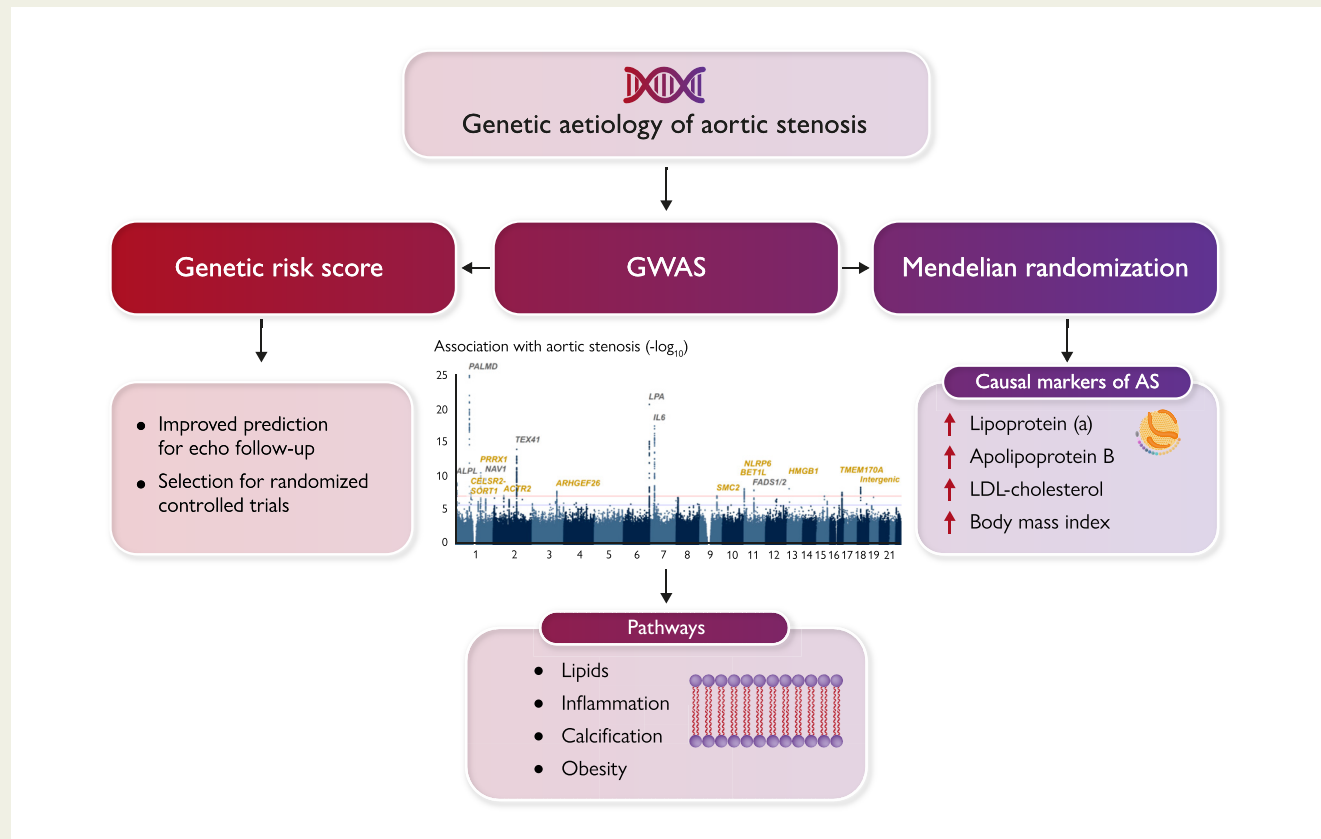 Genetic aetiology of aortic stenosis
Genetic risk score
GWAS
Mendelian randomization
Improved prediction
for echo follow-up
Selection for randomized
controlled trials
Association with aortic stenosis (-log10)
25
20
15
10
5
0
PALMD
LPA
IL6
TEX41
PRRX1
ALPL
NAV1
CELSR2-
SORT1
ACTR2
ARHGEF26
NLRP6
BET1L
SMC2
FADS1/2
HMGB1
TMEM170A
Intergenic
1 2 3 4 5 6 7 8 9 10 11 12 13 14 15 16 17 18 19 21
Causal markers of AS
Lipoprotein (a)
Apolipoprotein B
LDL-cholesterol
Body mass index
Pathways
Lipids
Inflammation
Calcification
Obesity